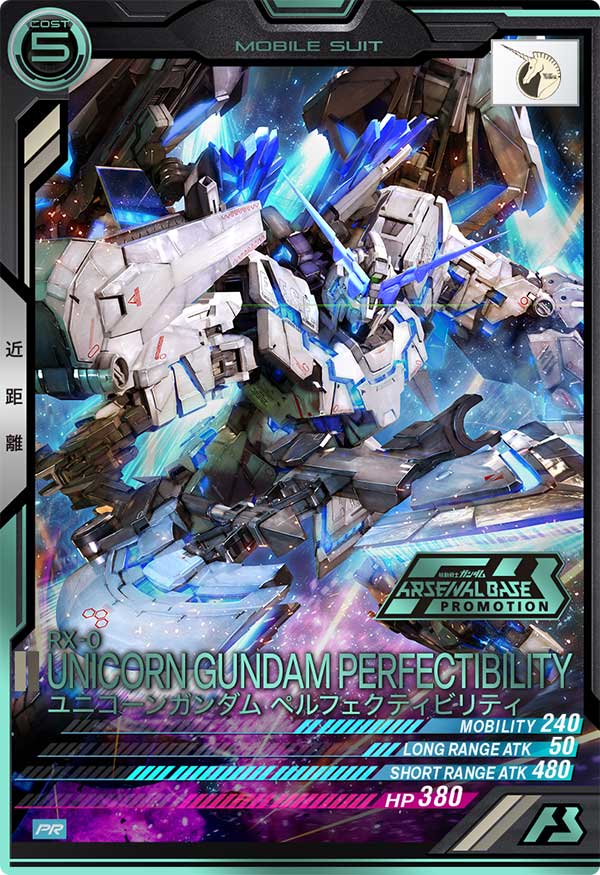 COST
5
MOBILE SUIT
近距離
機動戦士ガンダム
ARSENAL BASE
PROMOTION
RX-0
UNICORN GUNDAM PERFECTIBILITY
ユニコーンガンダム ペルフェクティビリティ
MOBILITY 240
LONG RANGE ATK 50
SHORT RANGE ATK 480
HP 380
PR